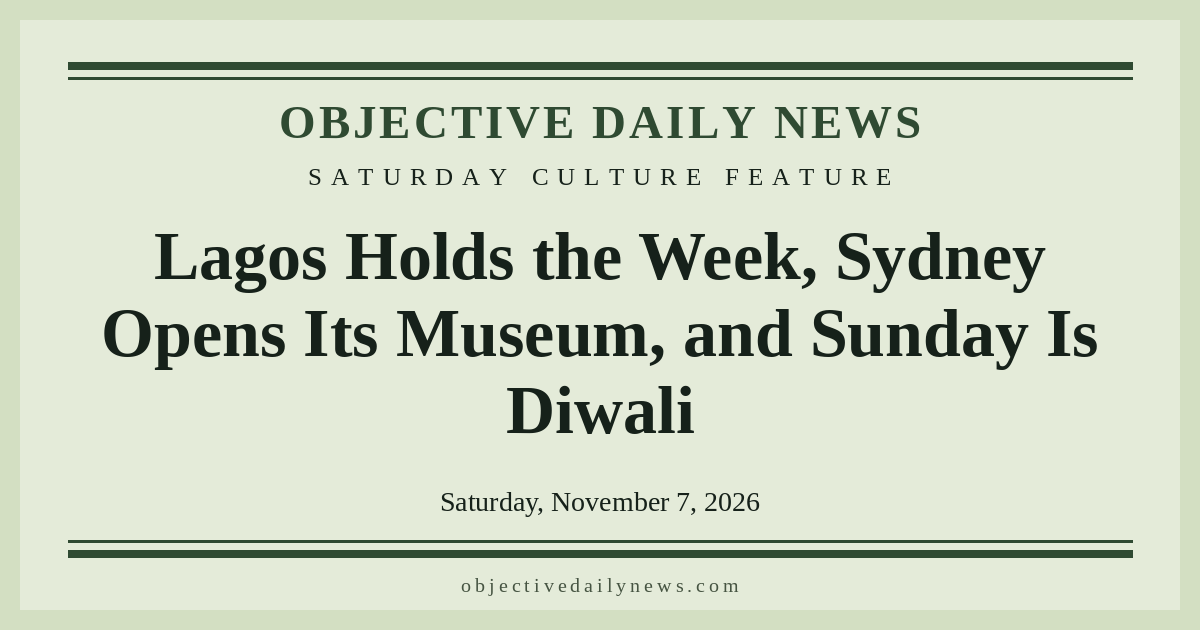 OBJECTIVE DAILY NEWS
SATURDAY CULTURE FEATURE
Lagos Holds the Week, Sydney
Opens Its Museum, and Sunday Is
Diwali
Saturday, November 7, 2026
objectivedailynews.com